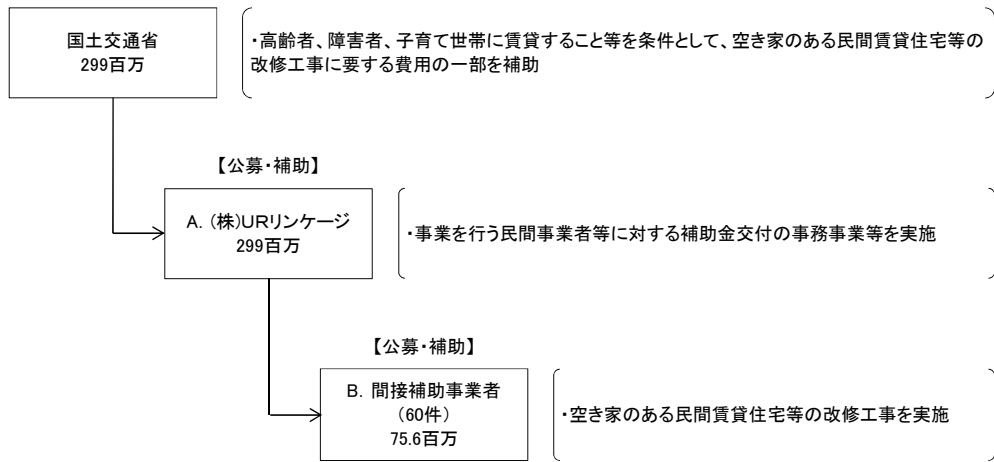 国土交通省
299百万
・高齢者、障害者、子育て世帯に賃貸すること等を条件として、空き家のある民間賃貸住宅等の
改修工事に要する費用の一部を補助
【公募・補助】
A. (株)URリンケージ
299百万
・事業を行う民間事業者等に対する補助金交付の事務事業等を実施
【公募・補助】
B. 間接補助事業者
(60件)
75.6百万
・空き家のある民間賃貸住宅等の改修工事を実施